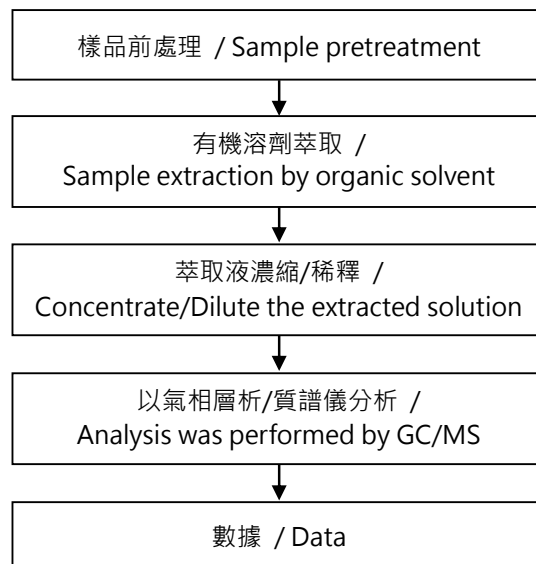 樣品前處理 / Sample pretreatment
有機溶劑萃取 /
Sample extraction by organic solvent
萃取液濃縮/稀釋 /
Concentrate/Dilute the extracted solution
以氣相層析/質譜儀分析 /
Analysis was performed by GC/MS
數據 / Data